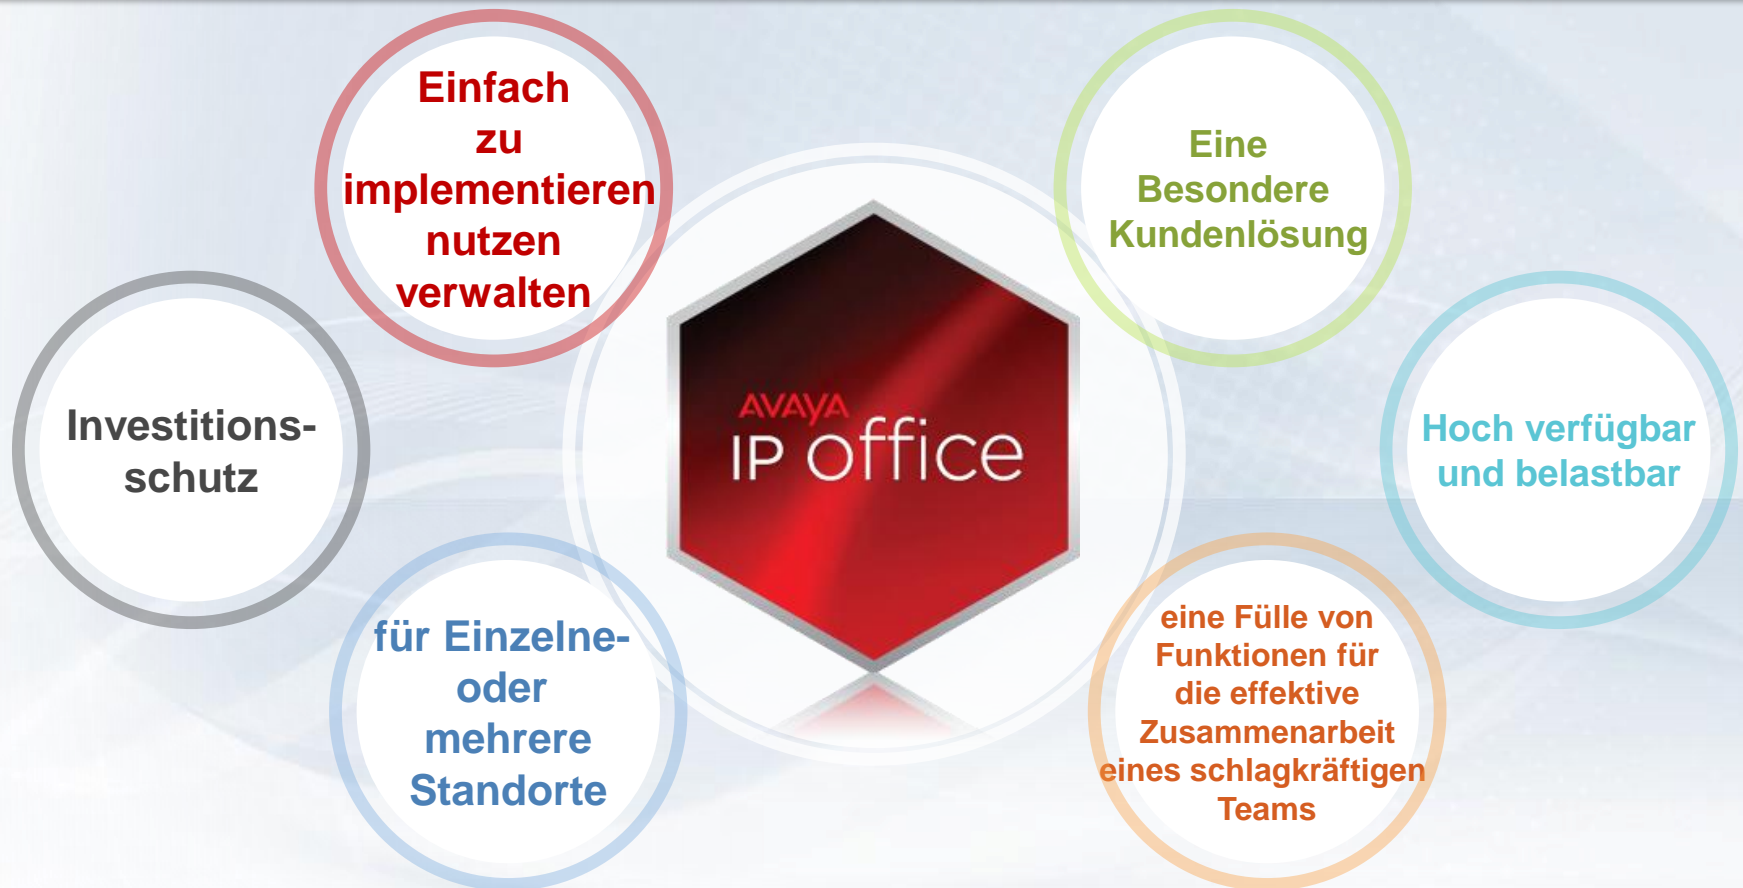 Einfach
zu
implementieren
nutzen
verwalten
Eine
Besondere
Kundenlösung
Investitions-
schutz
AVAYA
IP office
Hoch verfügbar
und belastbar
für Einzelne-
oder
mehrere
Standorte
eine Fülle von
Funktionen für
die effektive
Zusammenarbeit
eines schlagkräftigen
Teams